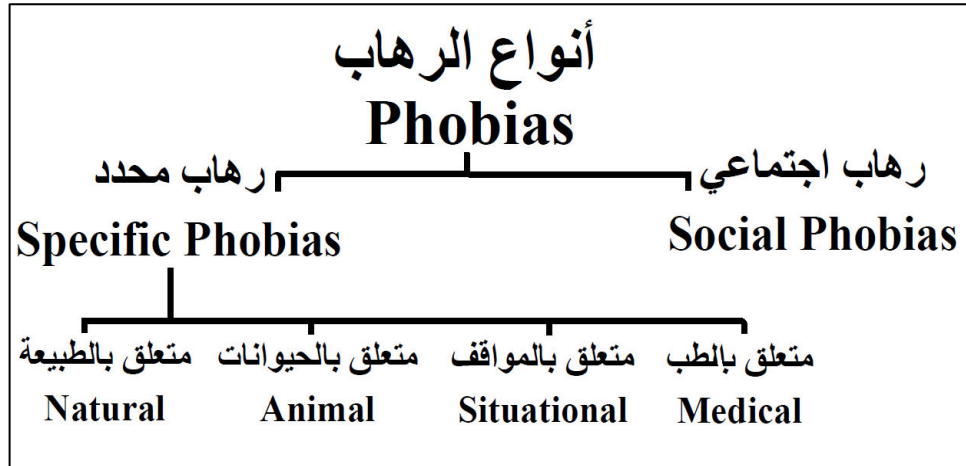 أنواع الرهاب
Phobias
رهاب اجتماعي
رهاب محدد
Specific Phobias
Social Phobias
متعلق بالطبيعة
متعلق بالحيوانات
متعلق بالمواقف
متعلق بالطب
Natural
Animal
Situational
Medical